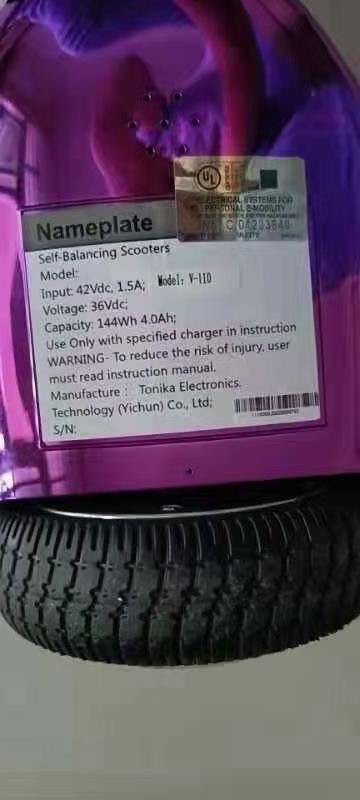 UL
ELECTRICAL SYSTEMS FOR
PERSONAL E-MOBILITY
Nameplate
Self-Balancing Scooters
Model:
Model: V-110
Input: 42Vdc, 1.5A;
Voltage: 36Vdc;
Capacity: 144Wh 4.0Ah;
Use Only with specified charger in instruction
WARNING- To reduce the risk of injury, user
must read instruction manual.
Manufacture : Tonika Electronics.
Technology (Yichun) Co., Ltd;
S/N: